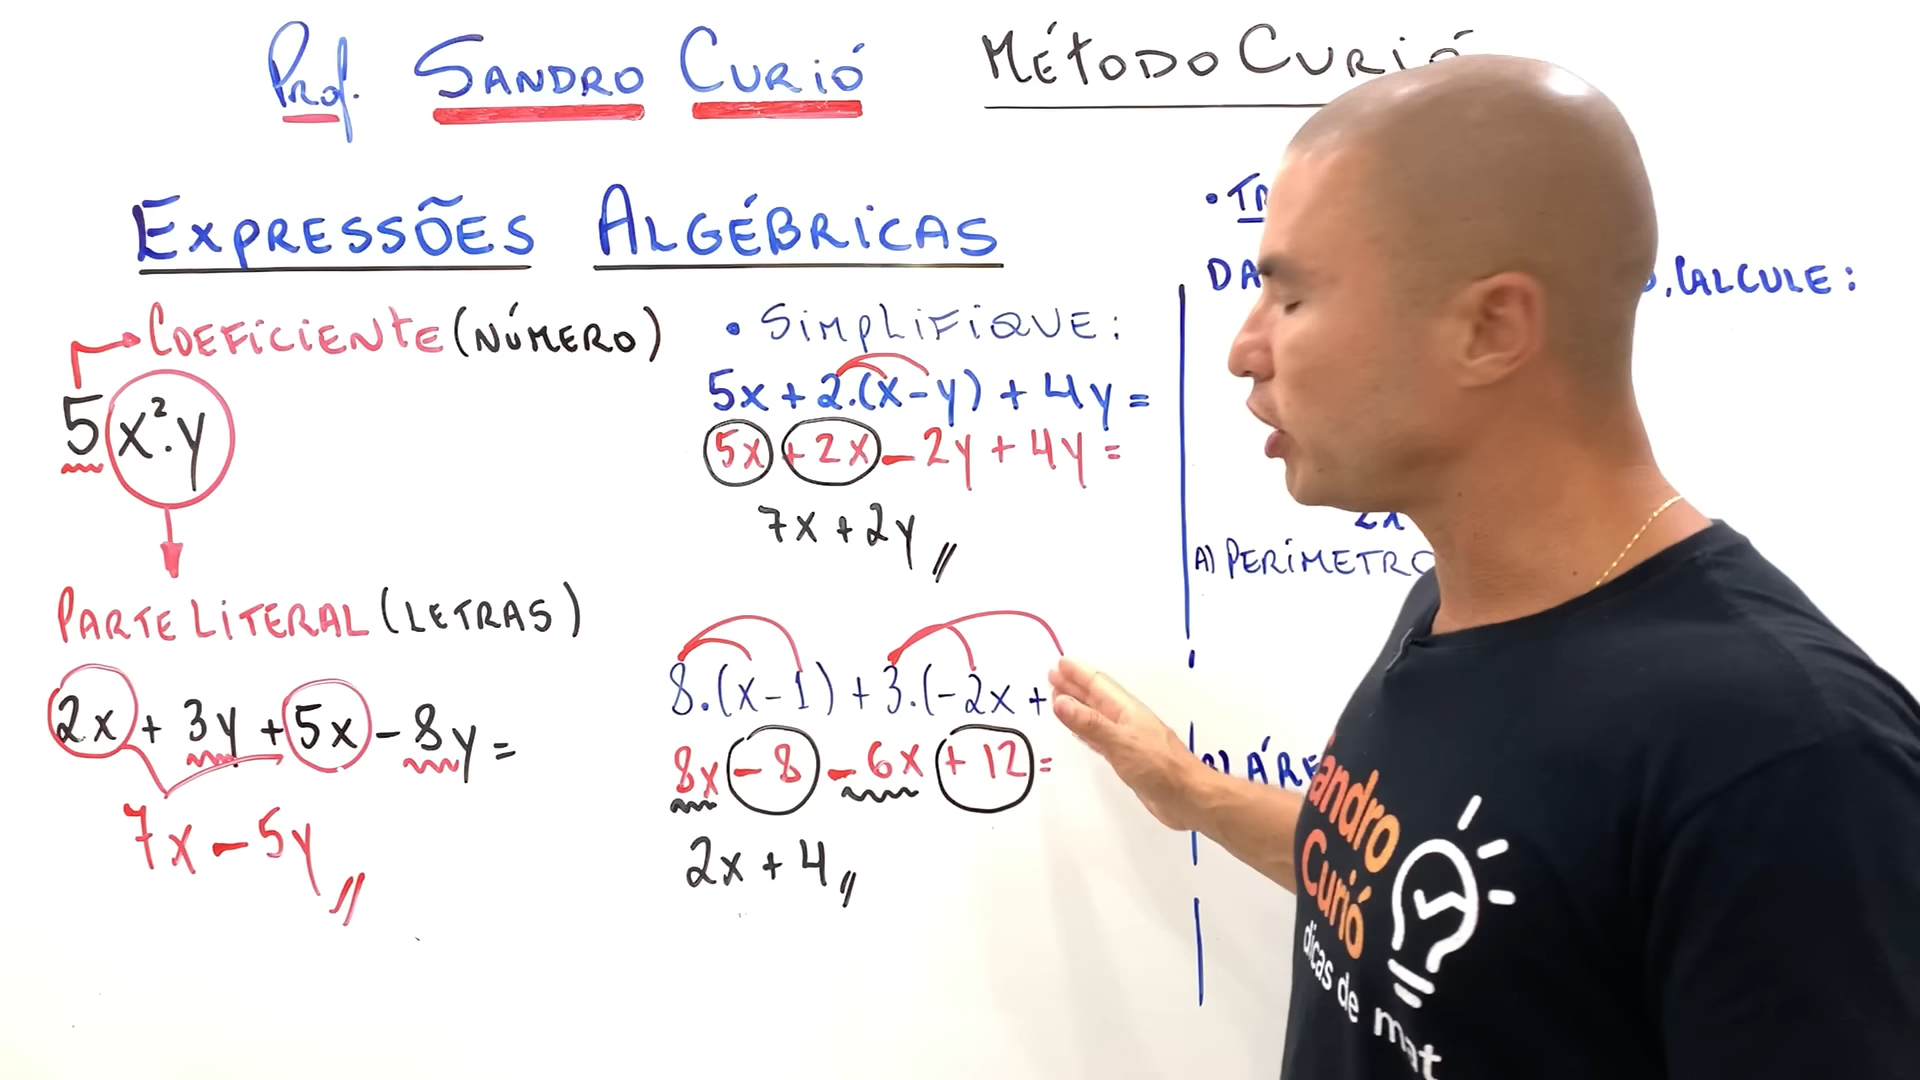 Prof. SANDRO CURIÓ MÉTODO CURIÓ
EXPRESSÕES ALGÉBRICAS
COEFICIENTE (NÚMERO)
5x².y
PARTE LITERAL (LETRAS)
2x + 3y + 5x - 8y =
7x - 5y
• SIMPLIFIQUE:
5x + 2.(x-y) + 4y =
5x + 2x - 2y + 4y =
7x + 2y
8.(x-1) + 3.(-2x +
8x - 8 - 6x + 12 =
2x + 4
CALCULE:
2x
A) PERÍMETRO
Sandro
Curió
dicas de mat